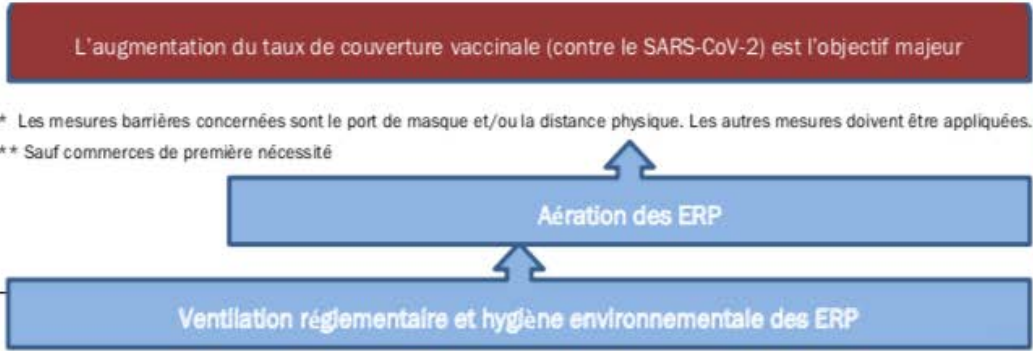 L'augmentation du taux de couverture vaccinale (contre le SARS-CoV-2) est l'objectif majeur
* Les mesures barrières concernées sont le port de masque et/ou la distance physique. Les autres mesures doivent être appliquées.
** Sauf commerces de première nécessité
Aération des ERP
Ventilation réglementaire et hygiène environnementale des ERP